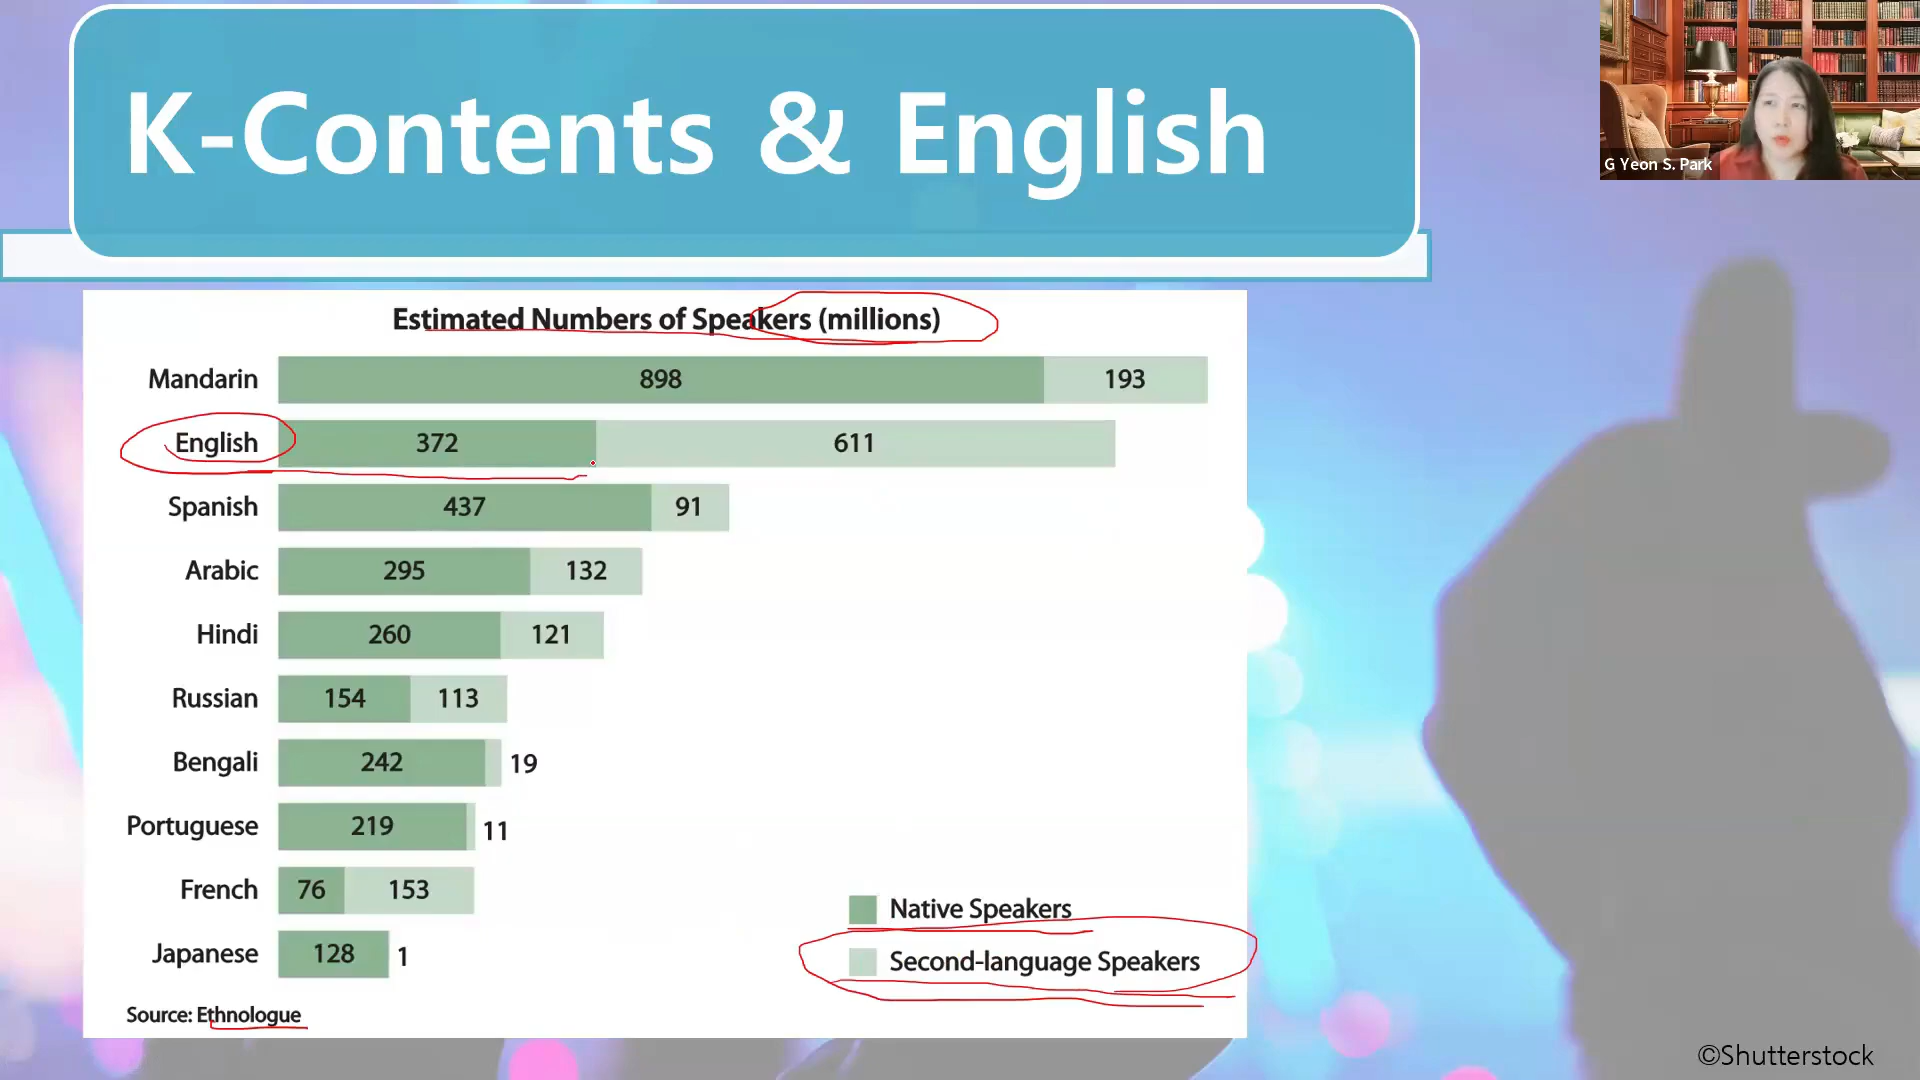 K-Contents & English
G Yeon S. Park
Estimated Numbers of Speakers (millions)
Mandarin 898 193
English 372 611
Spanish 437 91
Arabic 295 132
Hindi 260 121
Russian 154 113
Bengali 242 19
Portuguese 219 11
French 76 153
Japanese 128 1
Native Speakers
Second-language Speakers
Source: Ethnologue
©Shutterstock